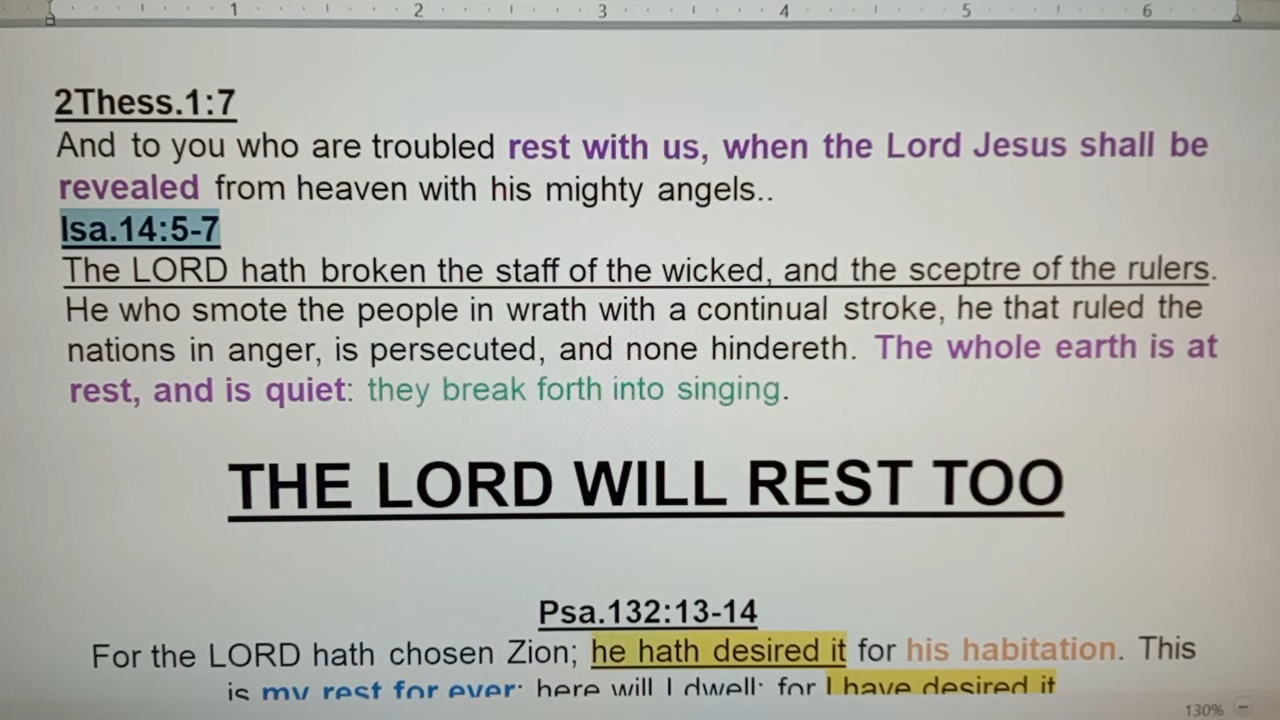 1 2 3 4 5 6
2Thess.1:7
And to you who are troubled rest with us, when the Lord Jesus shall be
revealed from heaven with his mighty angels..
Isa.14:5-7
The LORD hath broken the staff of the wicked, and the sceptre of the rulers.
He who smote the people in wrath with a continual stroke, he that ruled the
nations in anger, is persecuted, and none hindereth. The whole earth is at
rest, and is quiet: they break forth into singing.
THE LORD WILL REST TOO
Psa.132:13-14
For the LORD hath chosen Zion; he hath desired it for his habitation. This
is my rest for ever: here will I dwell; for I have desired it
130%